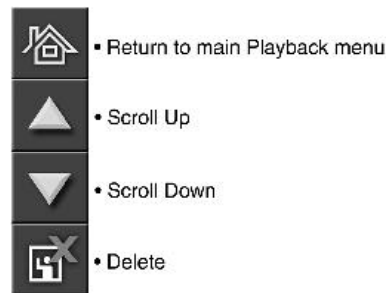 • Return to main Playback menu
• Scroll Up
• Scroll Down
• Delete